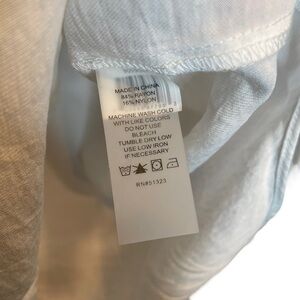 MADE IN CHINA
84% RAYON
16% NYLON
MACHINE WASH COLD
WITH LIKE COLORS
DO NOT USE
BLEACH
TUMBLE DRY LOW
USE LOW IRON
IF NECESSARY
RN#51323